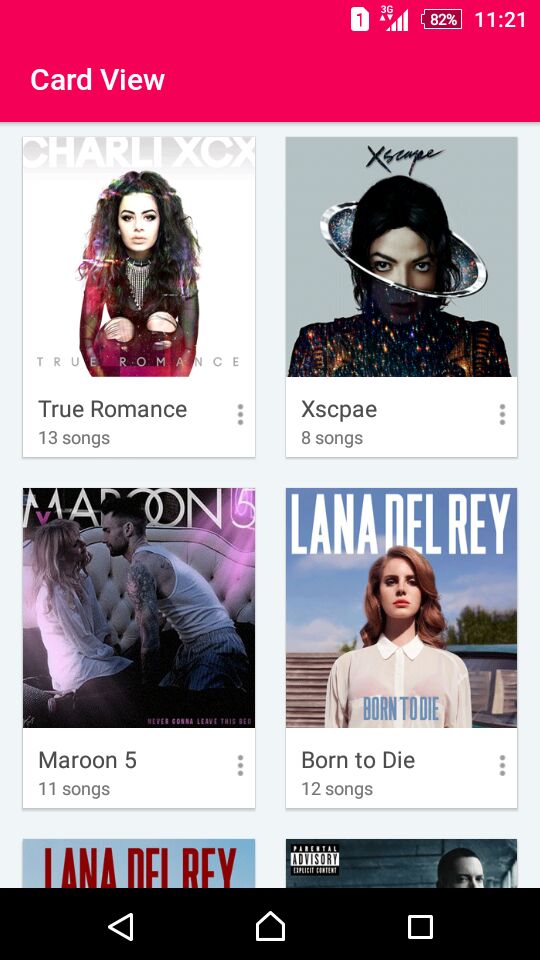 1 3G 82% 11:21
Card View
CHARLI XCX
TRUE ROMANCE
Xscape
True Romance
13 songs
Xscpae
8 songs
MAROON 5
NEVER GONNA LEAVE THIS BED
LANA DEL REY
BORN TO DIE
Maroon 5
11 songs
Born to Die
12 songs
LANA DEL REY
PARENTAL
ADVISORY
EXPLICIT CONTENT